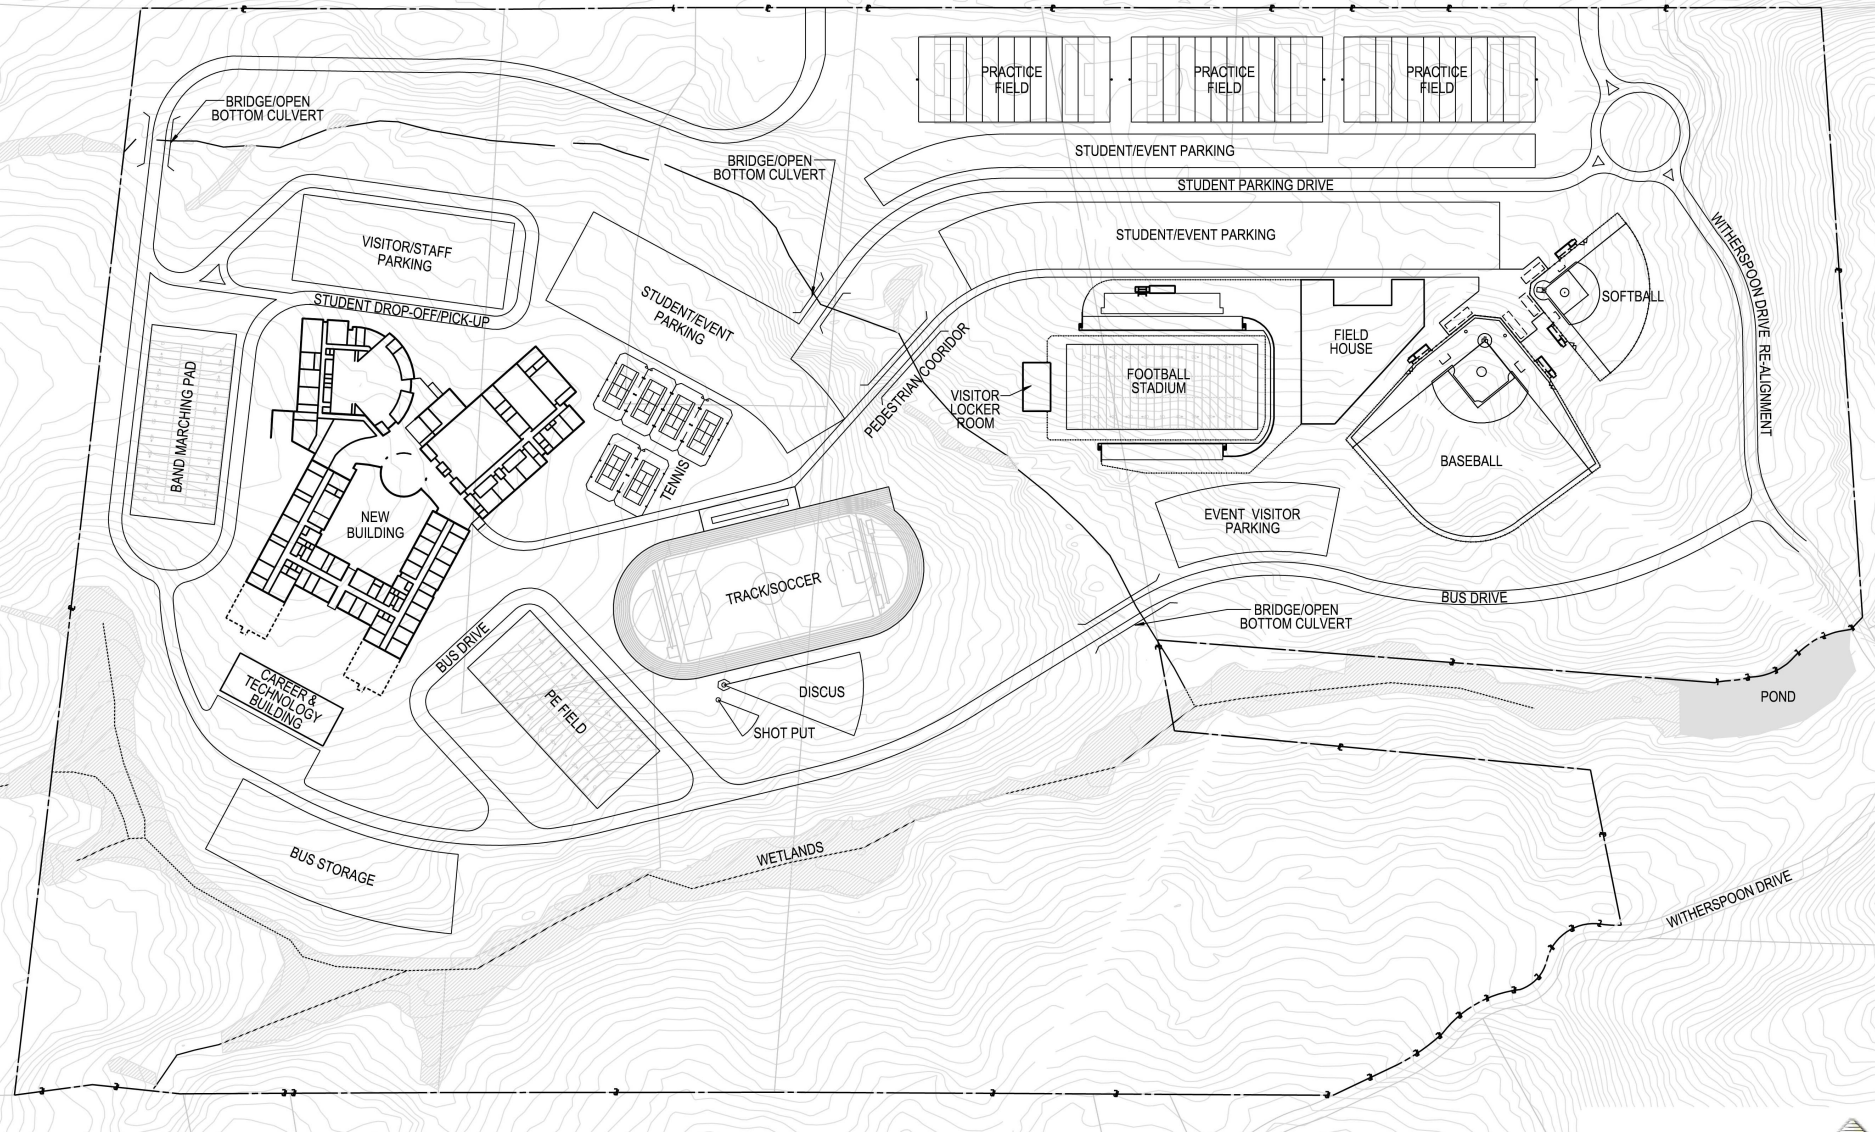 PRACTICE
FIELD
PRACTICE
FIELD
PRACTICE
FIELD
BRIDGE/OPEN
BOTTOM CULVERT
STUDENT/EVENT PARKING
BRIDGE/OPEN
BOTTOM CULVERT
STUDENT PARKING DRIVE
STUDENT/EVENT PARKING
WITHERSPOON DRIVE RE-ALIGNMENT
VISITOR/STAFF
PARKING
STUDENT DROP-OFF/PICK-UP
STUDENT/EVENT
PARKING
SOFTBALL
FIELD
HOUSE
PEDESTRIAN COORIDOR
VISITOR
LOCKER
ROOM
FOOTBALL
STADIUM
BAND MARCHING PAD
TENNIS
BASEBALL
NEW
BUILDING
EVENT VISITOR
PARKING
TRACK/SOCCER
BUS DRIVE
BRIDGE/OPEN
BOTTOM CULVERT
BUS DRIVE
CAREER &
TECHNOLOGY
BUILDING
PE FIELD
DISCUS
SHOT PUT
POND
BUS STORAGE
WETLANDS
WITHERSPOON DRIVE